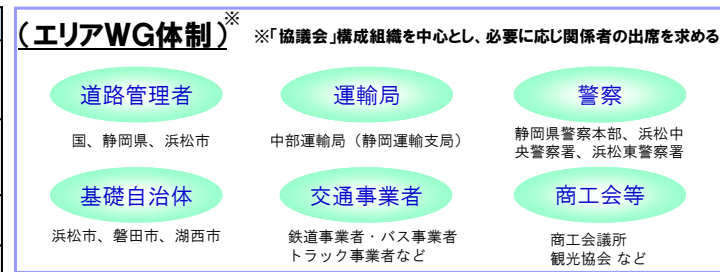 (エリアWG体制)※ ※「協議会」構成組織を中心とし、必要に応じ関係者の出席を求める
道路管理者
国、静岡県、浜松市
運輸局
中部運輸局（静岡運輸支局）
警察
静岡県警察本部、浜松中
央警察署、浜松東警察署
基礎自治体
浜松市、磐田市、湖西市
交通事業者
鉄道事業者・バス事業者
トラック事業者など
商工会等
商工会議所
観光協会 など